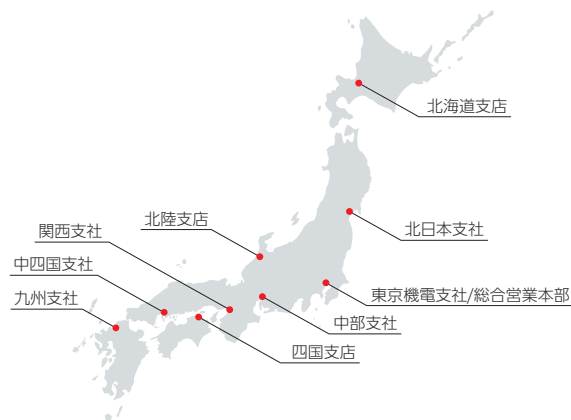 北海道支店
北陸支店
北日本支社
関西支社
中四国支社
九州支社
東京機電支社/総合営業本部
中部支社
四国支店